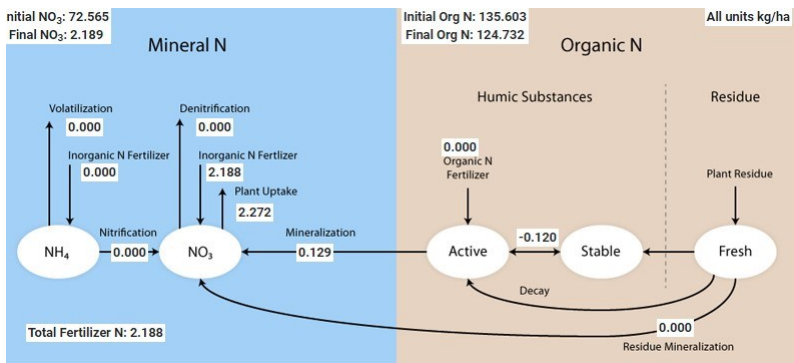 nitial NO₃: 72.565
Final NO₃: 2.189
Initial Org N: 135.603
Final Org N: 124.732
All units kg/ha
Mineral N
Organic N
Humic Substances
Residue
Volatilization
0.000
Denitrification
0.000
Inorganic N Fertilizer
0.000
Inorganic N Fertlizer
2.188
Plant Uptake
2.272
0.000
Organic N
Fertilizer
Plant Residue
Nitrification
0.000
Mineralization
0.129
-0.120
NH₄
NO₃
Active
Stable
Fresh
Decay
0.000
Residue Mineralization
Total Fertilizer N: 2.188